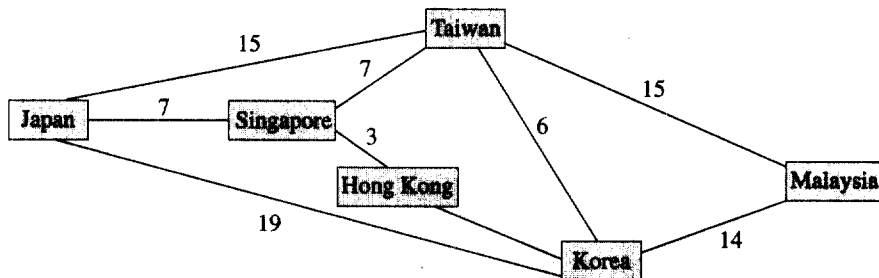 Taiwan
15
7
15
Japan
7
Singapore
3
6
Hong Kong
Malaysia
19
14
Korea